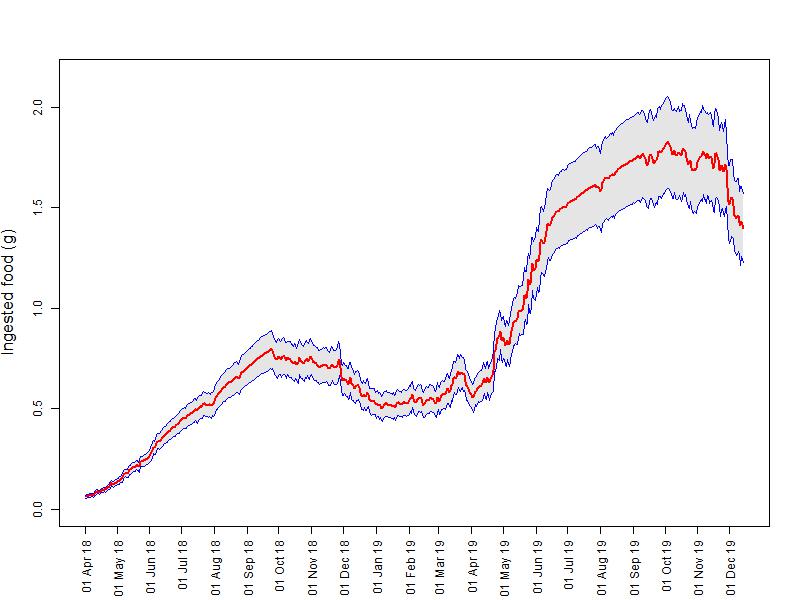 Ingested food (g)
2.0
1.5
1.0
0.5
0.0
01 Apr 18
01 May 18
01 Jun 18
01 Jul 18
01 Aug 18
01 Sep 18
01 Oct 18
01 Nov 18
01 Dec 18
01 Jan 19
01 Feb 19
01 Mar 19
01 Apr 19
01 May 19
01 Jun 19
01 Jul 19
01 Aug 19
01 Sep 19
01 Oct 19
01 Nov 19
01 Dec 19